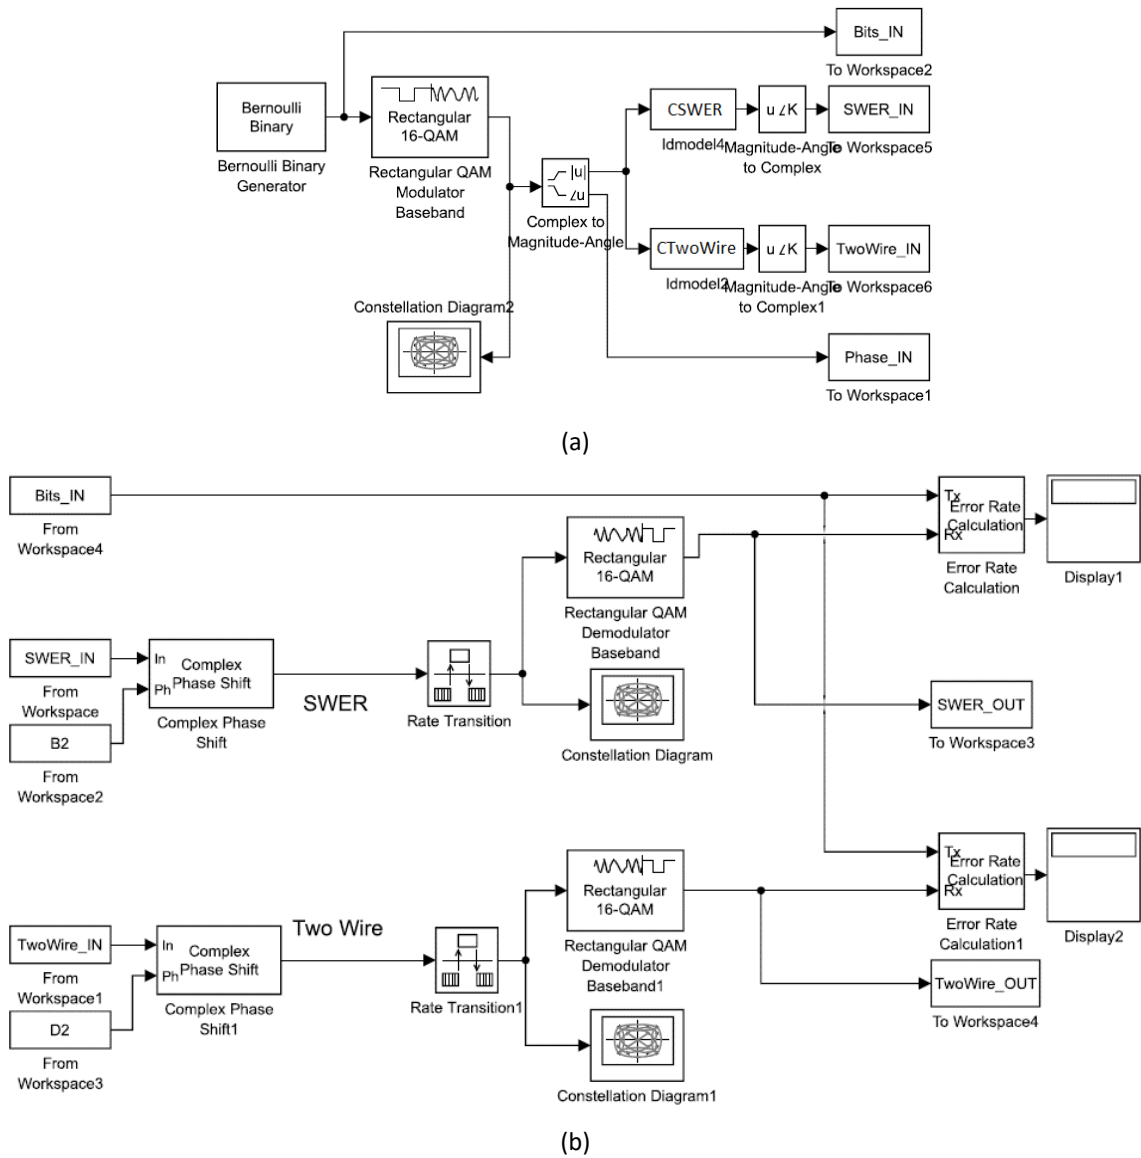 Bits_IN
To Workspace2
Bernoulli
Binary
Bernoulli Binary
Generator
Rectangular
16-QAM
Rectangular QAM
Modulator
Baseband
|u|
∠u
Complex to
Magnitude-Angle
CSWER
Idmodel4
u∠K
Magnitude-Angle
to Complex
SWER_IN
To Workspace5
CTwoWire
Idmodel2
u∠K
Magnitude-Angle
to Complex1
TwoWire_IN
To Workspace6
Constellation Diagram2
Phase_IN
To Workspace1
(a)
Bits_IN
From
Workspace4
Rectangular
16-QAM
Rectangular QAM
Demodulator
Baseband
Tx
Rx
Error Rate
Calculation
Error Rate
Calculation
Display1
SWER_IN
From
Workspace
B2
From
Workspace2
In
Ph
Complex
Phase Shift
Complex Phase
Shift
SWER
Rate Transition
Constellation Diagram
SWER_OUT
To Workspace3
Rectangular
16-QAM
Rectangular QAM
Demodulator
Baseband1
Tx
Rx
Error Rate
Calculation
Error Rate
Calculation1
Display2
TwoWire_IN
From
Workspace1
D2
From
Workspace3
In
Ph
Complex
Phase Shift
Complex Phase
Shift1
Two Wire
Rate Transition1
Constellation Diagram1
TwoWire_OUT
To Workspace4
(b)